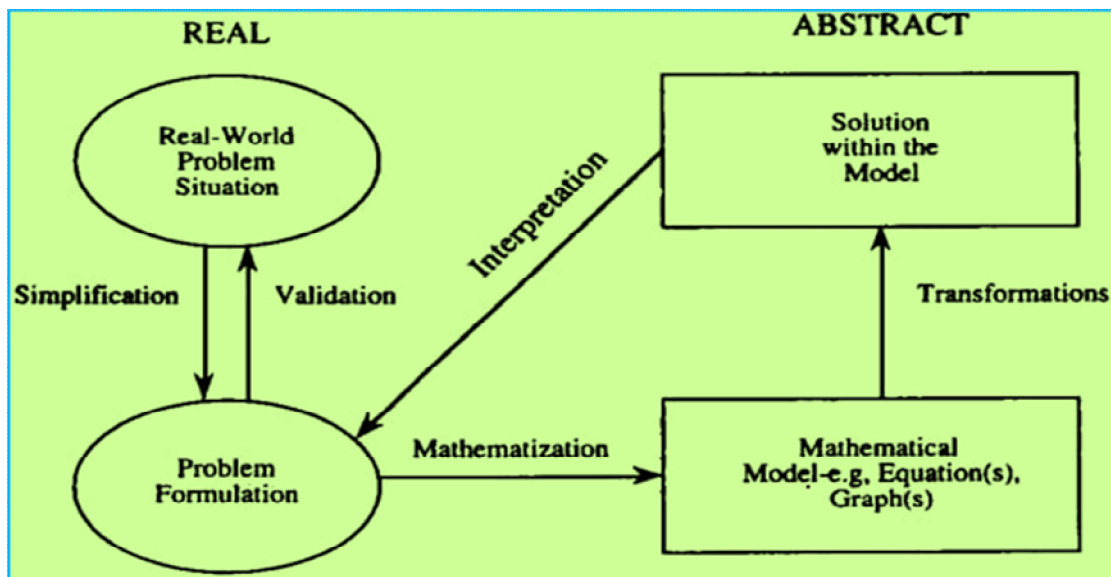 REAL
ABSTRACT
Real-World
Problem
Situation
Solution
within the
Model
Interpretation
Simplification
Validation
Transformations
Problem
Formulation
Mathematization
Mathematical
Model-e.g, Equation(s),
Graph(s)